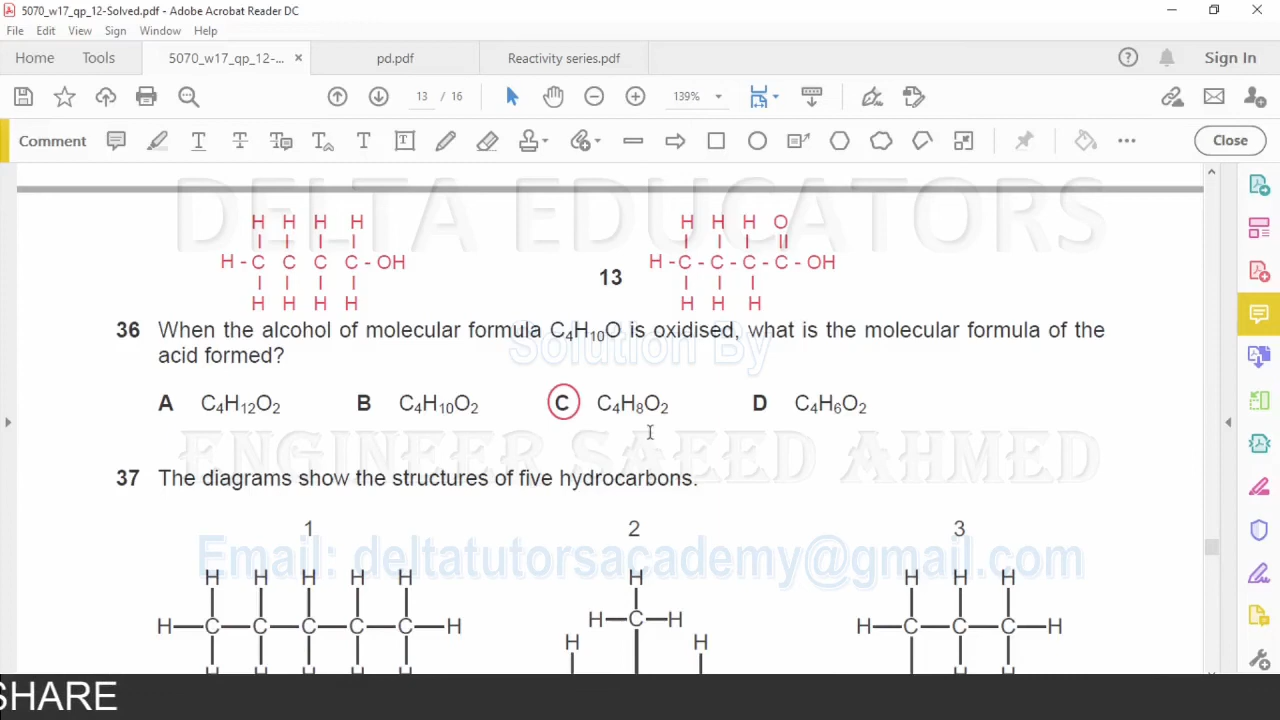 5070_w17_qp_12-Solved.pdf - Adobe Acrobat Reader DC
File Edit View Sign Window Help
Home Tools 5070_w17_qp_12-... × pd.pdf Reactivity series.pdf Sign In
13 / 16 139%
Comment Close
DELTA EDUCATORS
H H H H
H - C C C C - OH
H H H H
H H H O
H - C - C - C - C - OH
H H H
13
36 When the alcohol of molecular formula C₄H₁₀O is oxidised, what is the molecular formula of the
acid formed?
Solution By
A C₄H₁₂O₂ B C₄H₁₀O₂ C C₄H₈O₂ D C₄H₆O₂
ENGINEER SAEED AHMED
37 The diagrams show the structures of five hydrocarbons.
1 2 3
Email: deltatutorsacademy@gmail.com
H H H H H H H H H
H C C C C C H H C H H C C C H
H H
H H H H H H H
SHARE